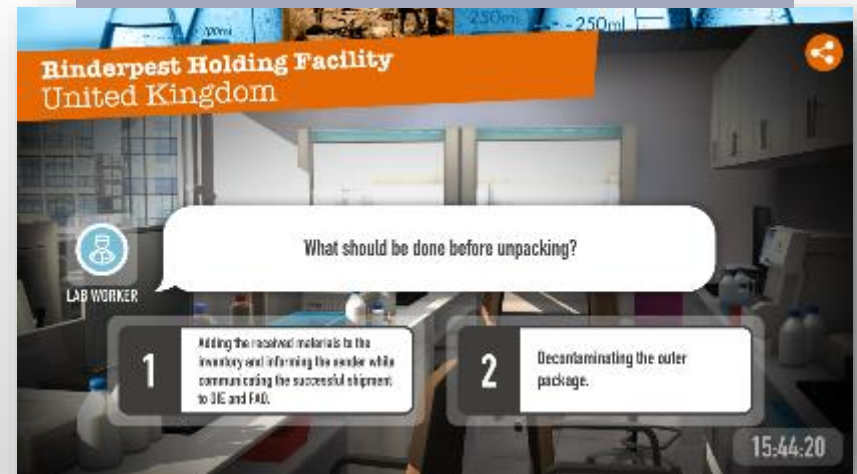 250ml
250ml
Rinderpest Holding Facility
United Kingdom
What should be done before unpacking?
LAB WORKER
1
Adding the received materials to the
inventory and informing the sender while
communicating the successful shipment
to OIE and FAO.
2
Decontaminating the outer
package.
15:44:20